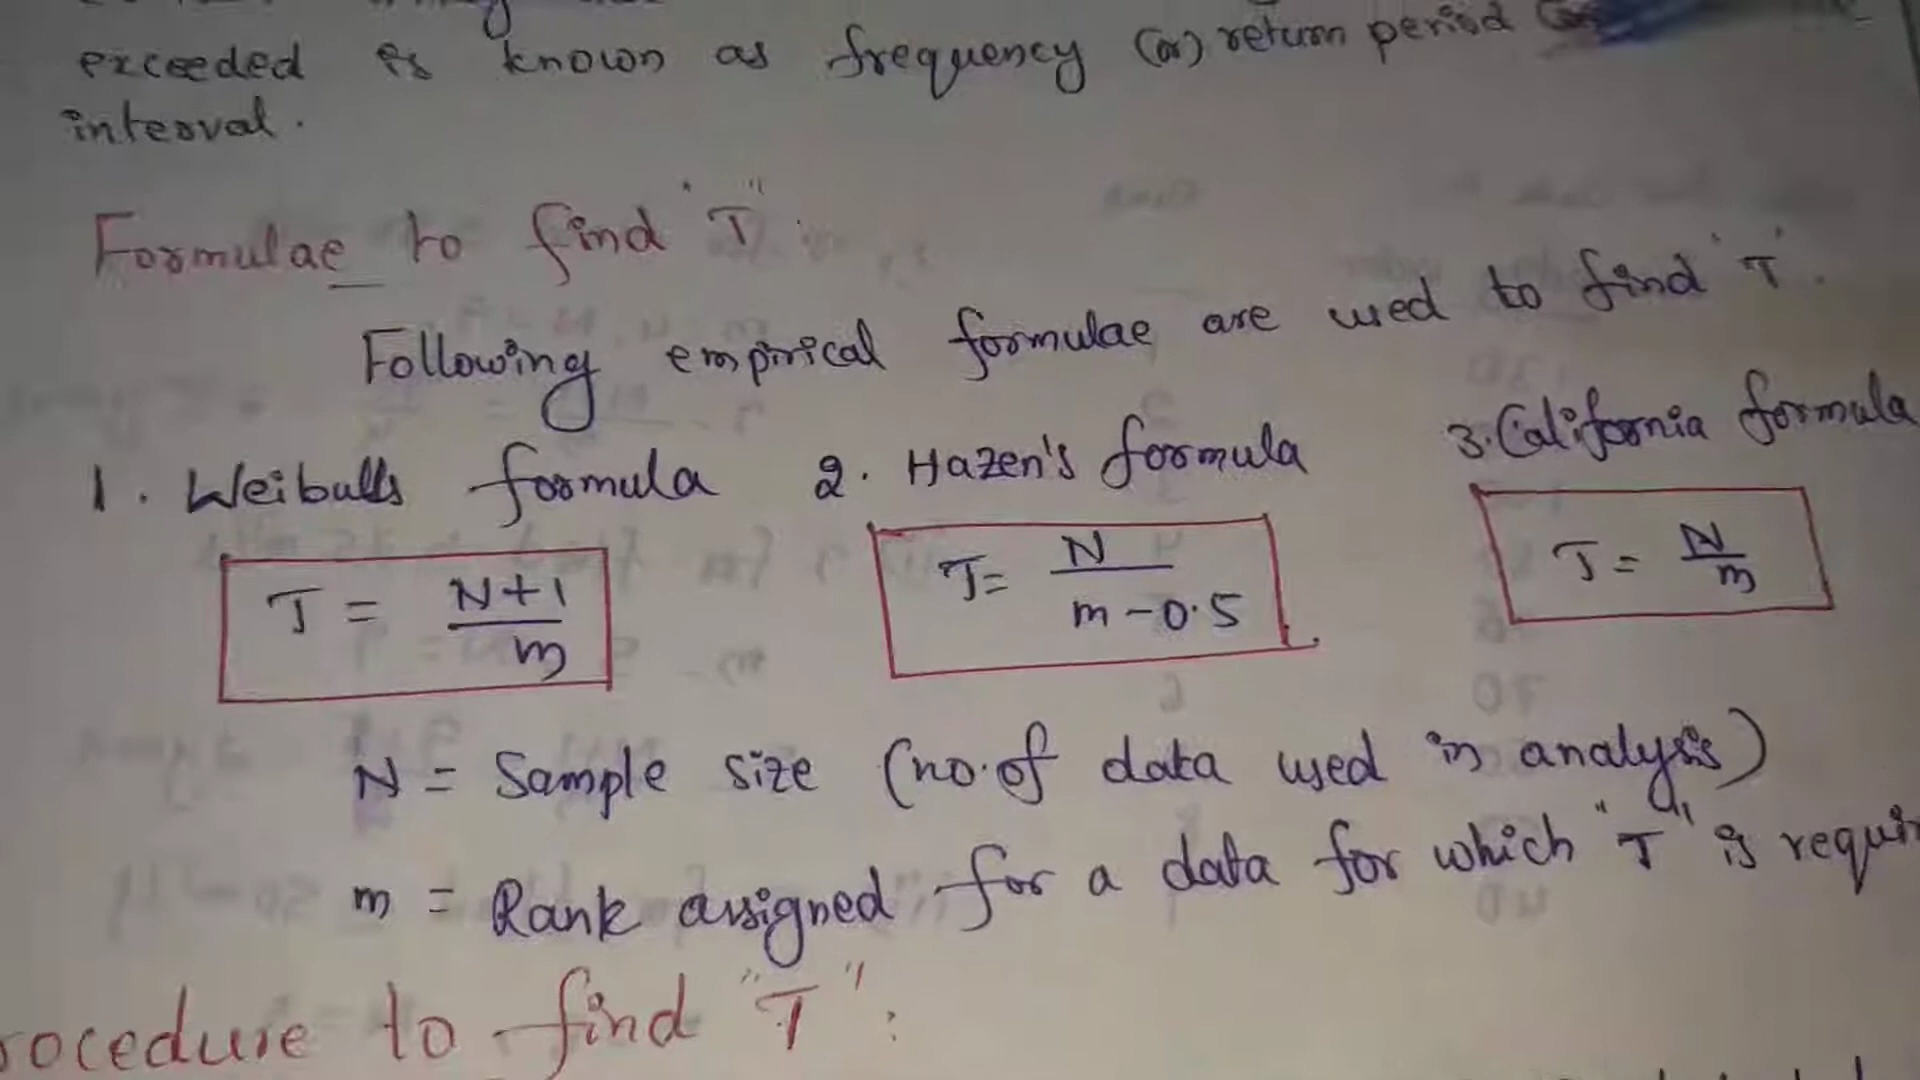 exceeded is known as frequency (or) return period
interval.
Formulae to find "T"
Following empirical formulae are used to find 'T'.
1. Weibulls formula 2. Hazen's formula 3. California formula
T = N+1 / m T = N / m-0.5 T = N / m
N = Sample size (no.of data used in analysis)
m = Rank assigned for a data for which "T" is requir
rocedure to find "T":